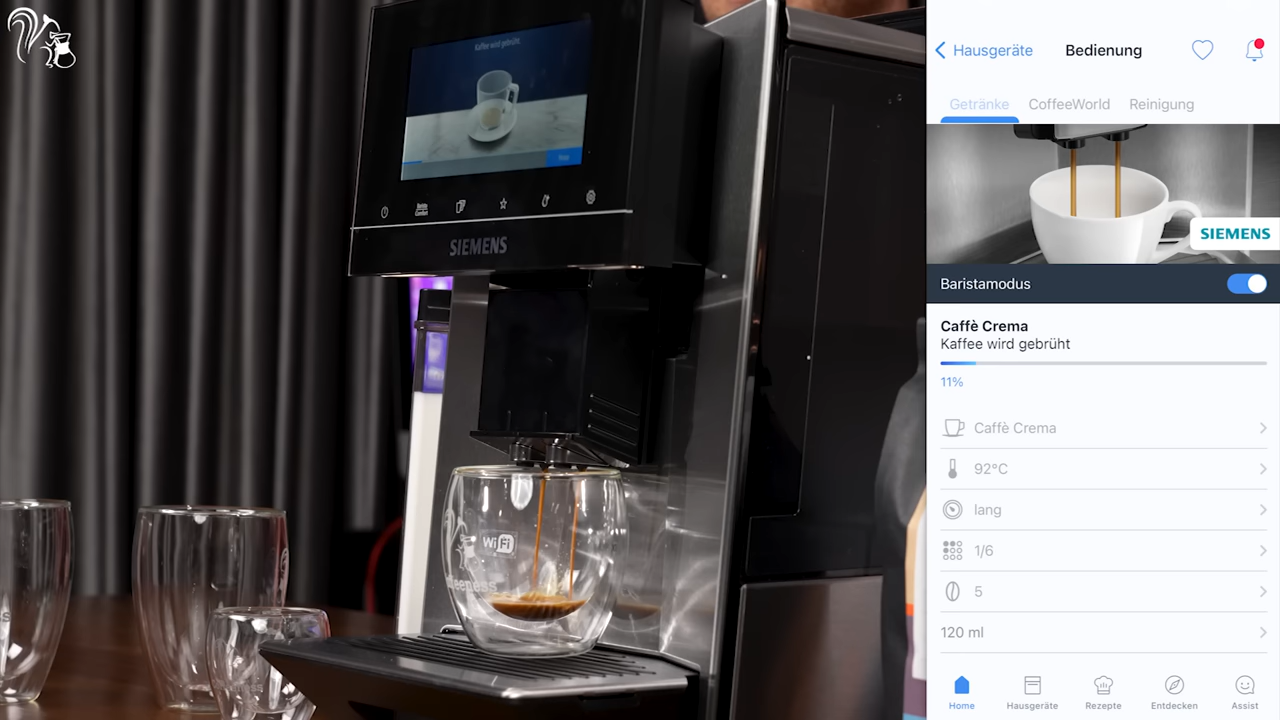 Kaffee wird gebrüht
SIEMENS
WiFi
Hausgeräte
Bedienung
Getränke
CoffeeWorld
Reinigung
SIEMENS
Baristamodus
Caffè Crema
Kaffee wird gebrüht
11%
Caffè Crema
92°C
lang
1/6
5
120 ml
Home
Hausgeräte
Rezepte
Entdecken
Assist